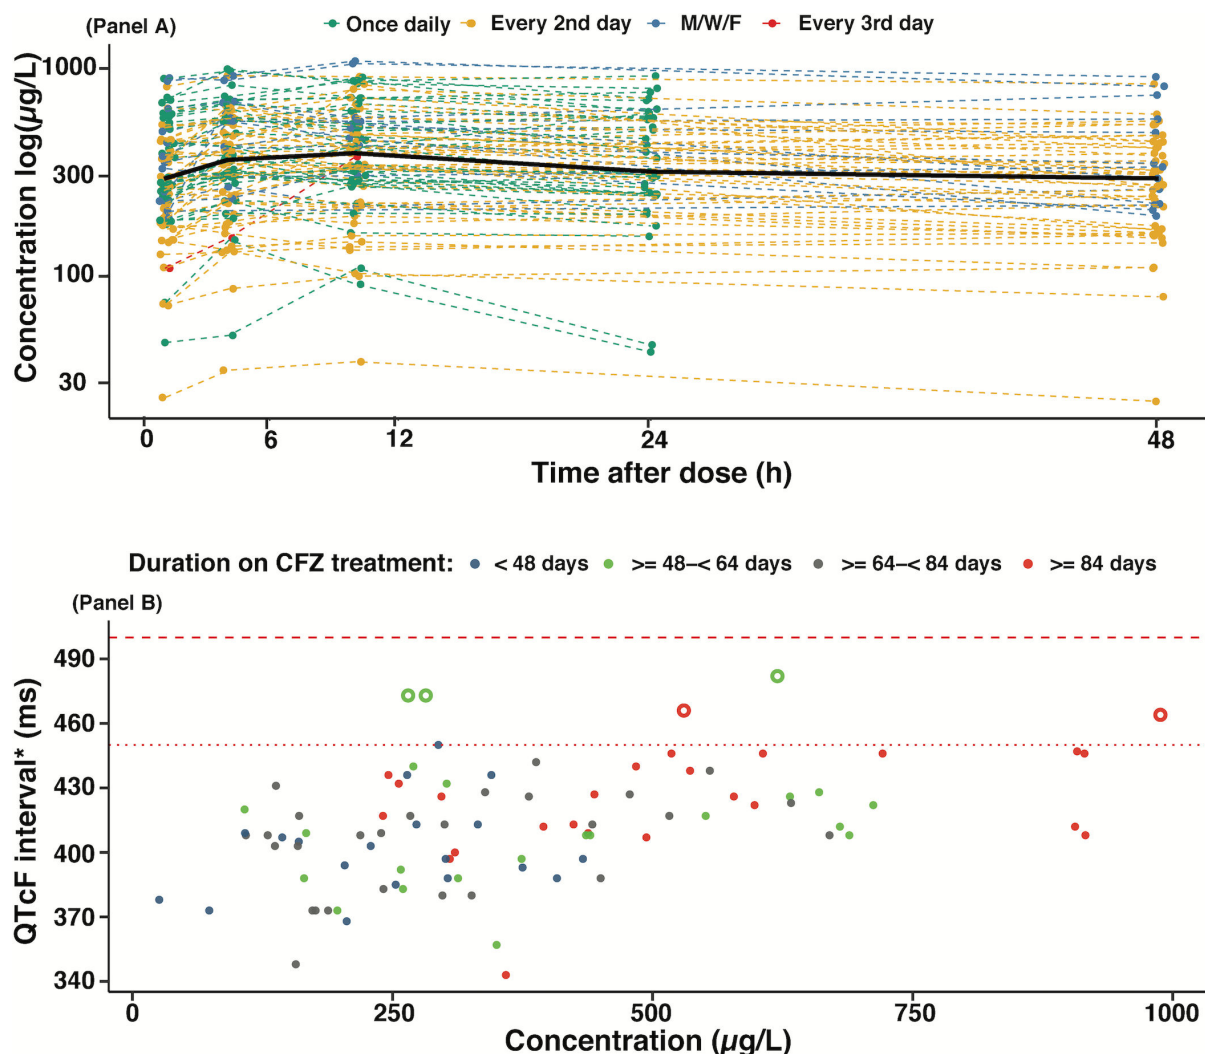 (Panel A)
Once daily Every 2nd day M/W/F Every 3rd day
Concentration log(µg/L)
1000
300
100
30
0 6 12 24 48
Time after dose (h)
Duration on CFZ treatment: < 48 days >= 48–< 64 days >= 64–< 84 days >= 84 days
(Panel B)
QTcF interval* (ms)
490
460
430
400
370
340
0 250 500 750 1000
Concentration (µg/L)